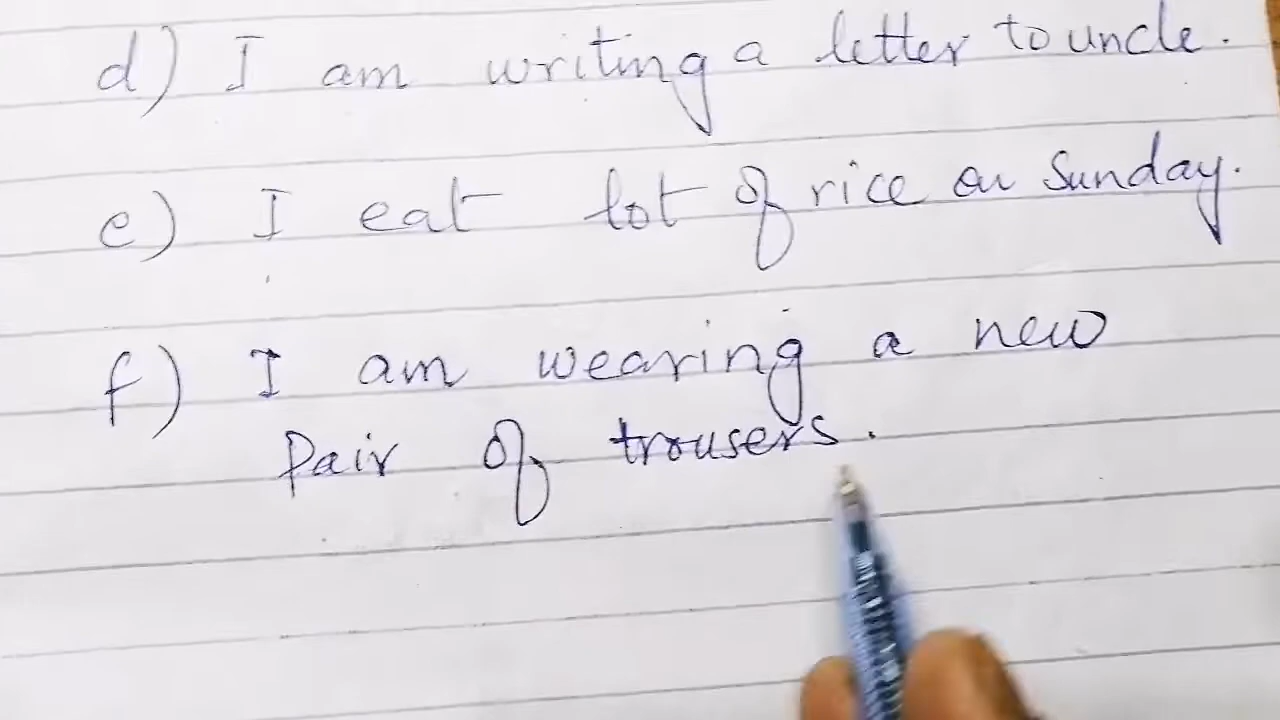 d) I am writing a letter to uncle.
e) I eat lot of rice on Sunday.
f) I am wearing a new
Pair of trousers.